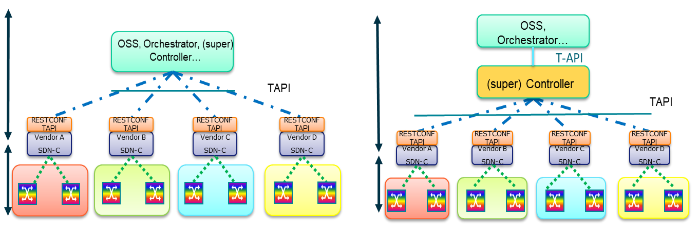 OSS, Orchestrator, (super)
Controller...
TAPI
RESTCONF
TAPI
Vendor A
SDN-C
RESTCONF
TAPI
Vendor B
SDN-C
RESTCONF
TAPI
Vendor C
SDN-C
RESTCONF
TAPI
Vendor D
SDN-C
OSS,
Orchestrator...
T-API
(super) Controller
TAPI
RESTCONF
TAPI
Vendor A
SDN-C
RESTCONF
TAPI
Vendor B
SDN-C
RESTCONF
TAPI
Vendor C
SDN-C
RESTCONF
TAPI
Vendor D
SDN-C